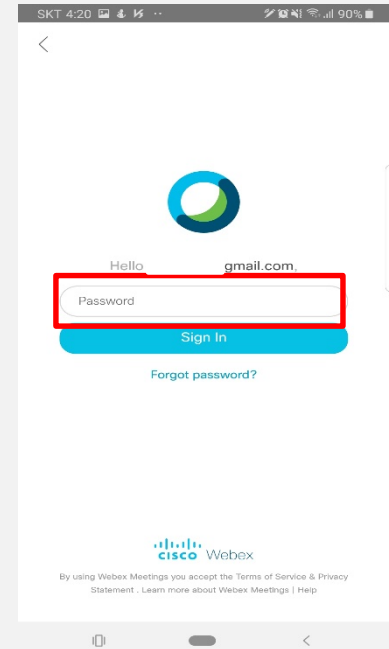 SKT 4:20 90%
Hello gmail.com,
Password
Sign In
Forgot password?
CISCO Webex
By using Webex Meetings you accept the Terms of Service & Privacy
Statement . Learn more about Webex Meetings | Help